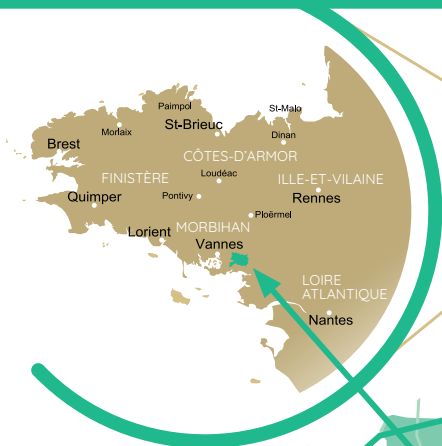 Paimpol
St-Malo
Morlaix
St-Brieuc
Dinan
Brest
CÔTES-D'ARMOR
Loudéac
FINISTÈRE
ILLE-ET-VILAINE
Quimper
Pontivy
Rennes
Ploërmel
MORBIHAN
Lorient
Vannes
LOIRE
ATLANTIQUE
Nantes